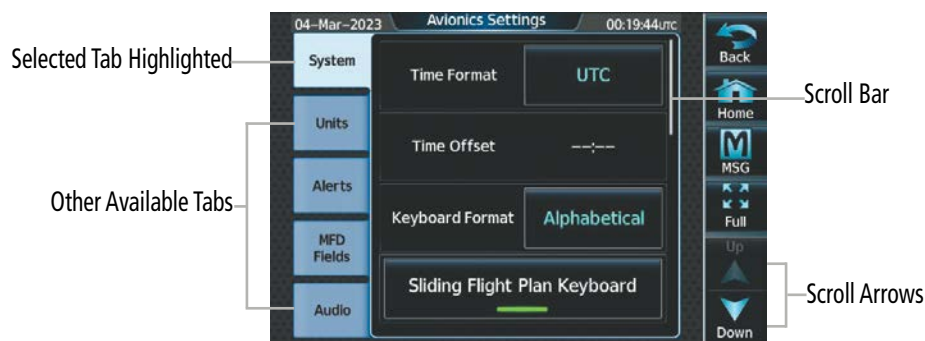 04–Mar–2023 Avionics Settings 00:19:44UTC
Back
Selected Tab Highlighted
System
Time Format UTC
Scroll Bar
Home
Units
Time Offset --:--
MSG
Other Available Tabs
Alerts
Keyboard Format Alphabetical
Full
MFD
Fields
Up
Sliding Flight Plan Keyboard
Scroll Arrows
Audio
Down